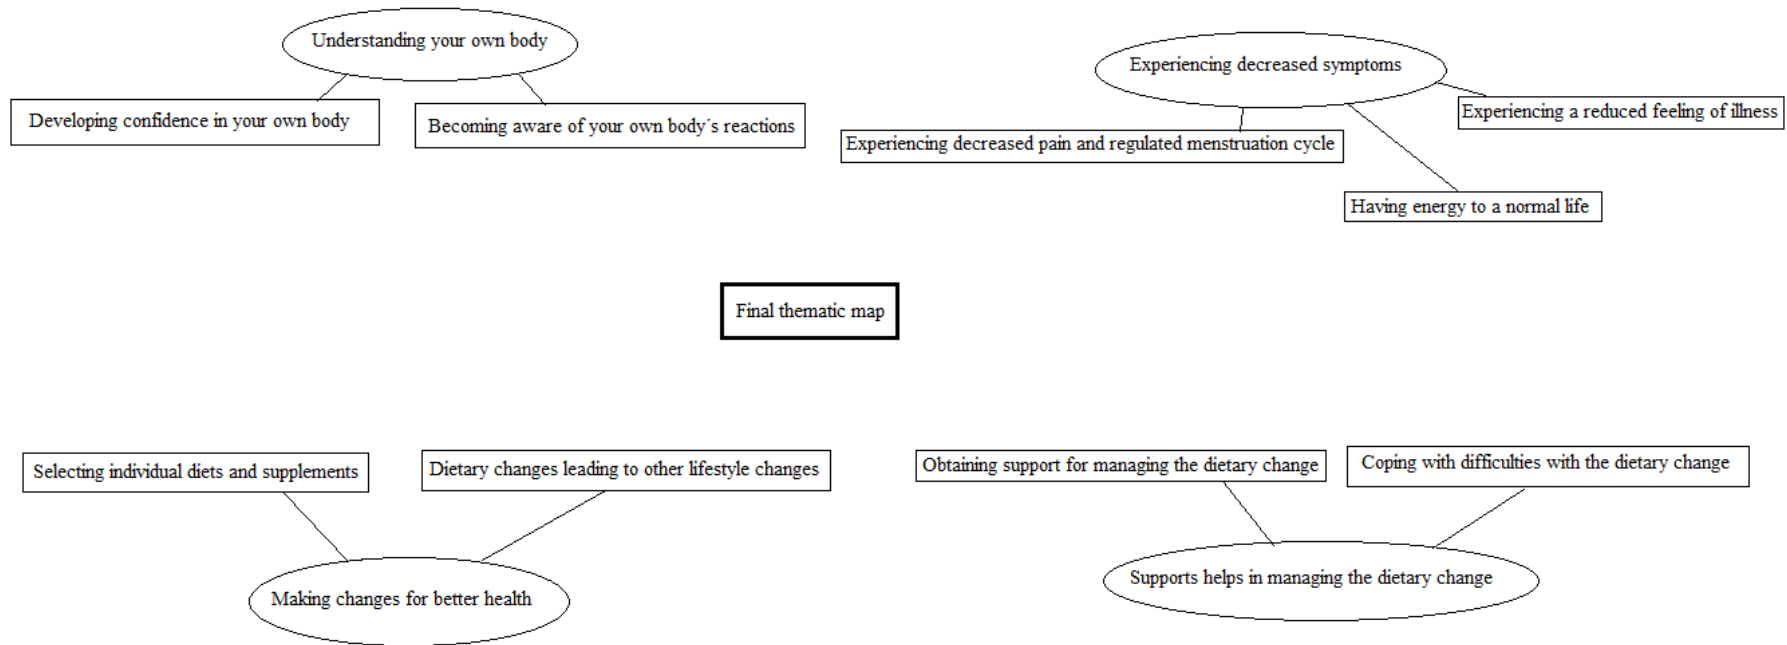 Understanding your own body
Developing confidence in your own body
Becoming aware of your own body´s reactions
Experiencing decreased symptoms
Experiencing a reduced feeling of illness
Experiencing decreased pain and regulated menstruation cycle
Having energy to a normal life
Final thematic map
Selecting individual diets and supplements
Dietary changes leading to other lifestyle changes
Making changes for better health
Obtaining support for managing the dietary change
Coping with difficulties with the dietary change
Supports helps in managing the dietary change